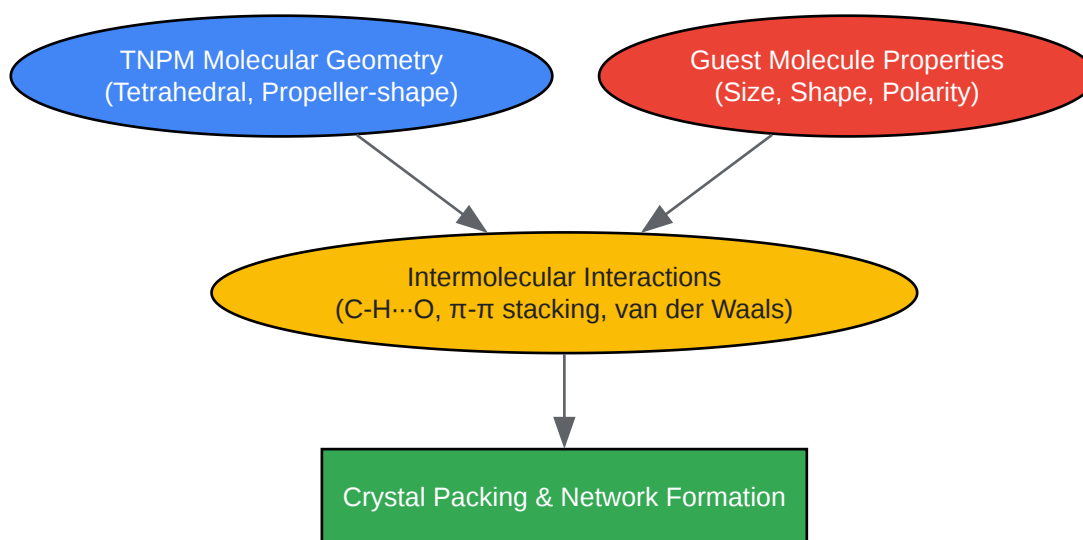 TNPM Molecular Geometry
(Tetrahedral, Propeller-shape)
Guest Molecule Properties
(Size, Shape, Polarity)
Intermolecular Interactions
(C-H···O, π-π stacking, van der Waals)
Crystal Packing & Network Formation